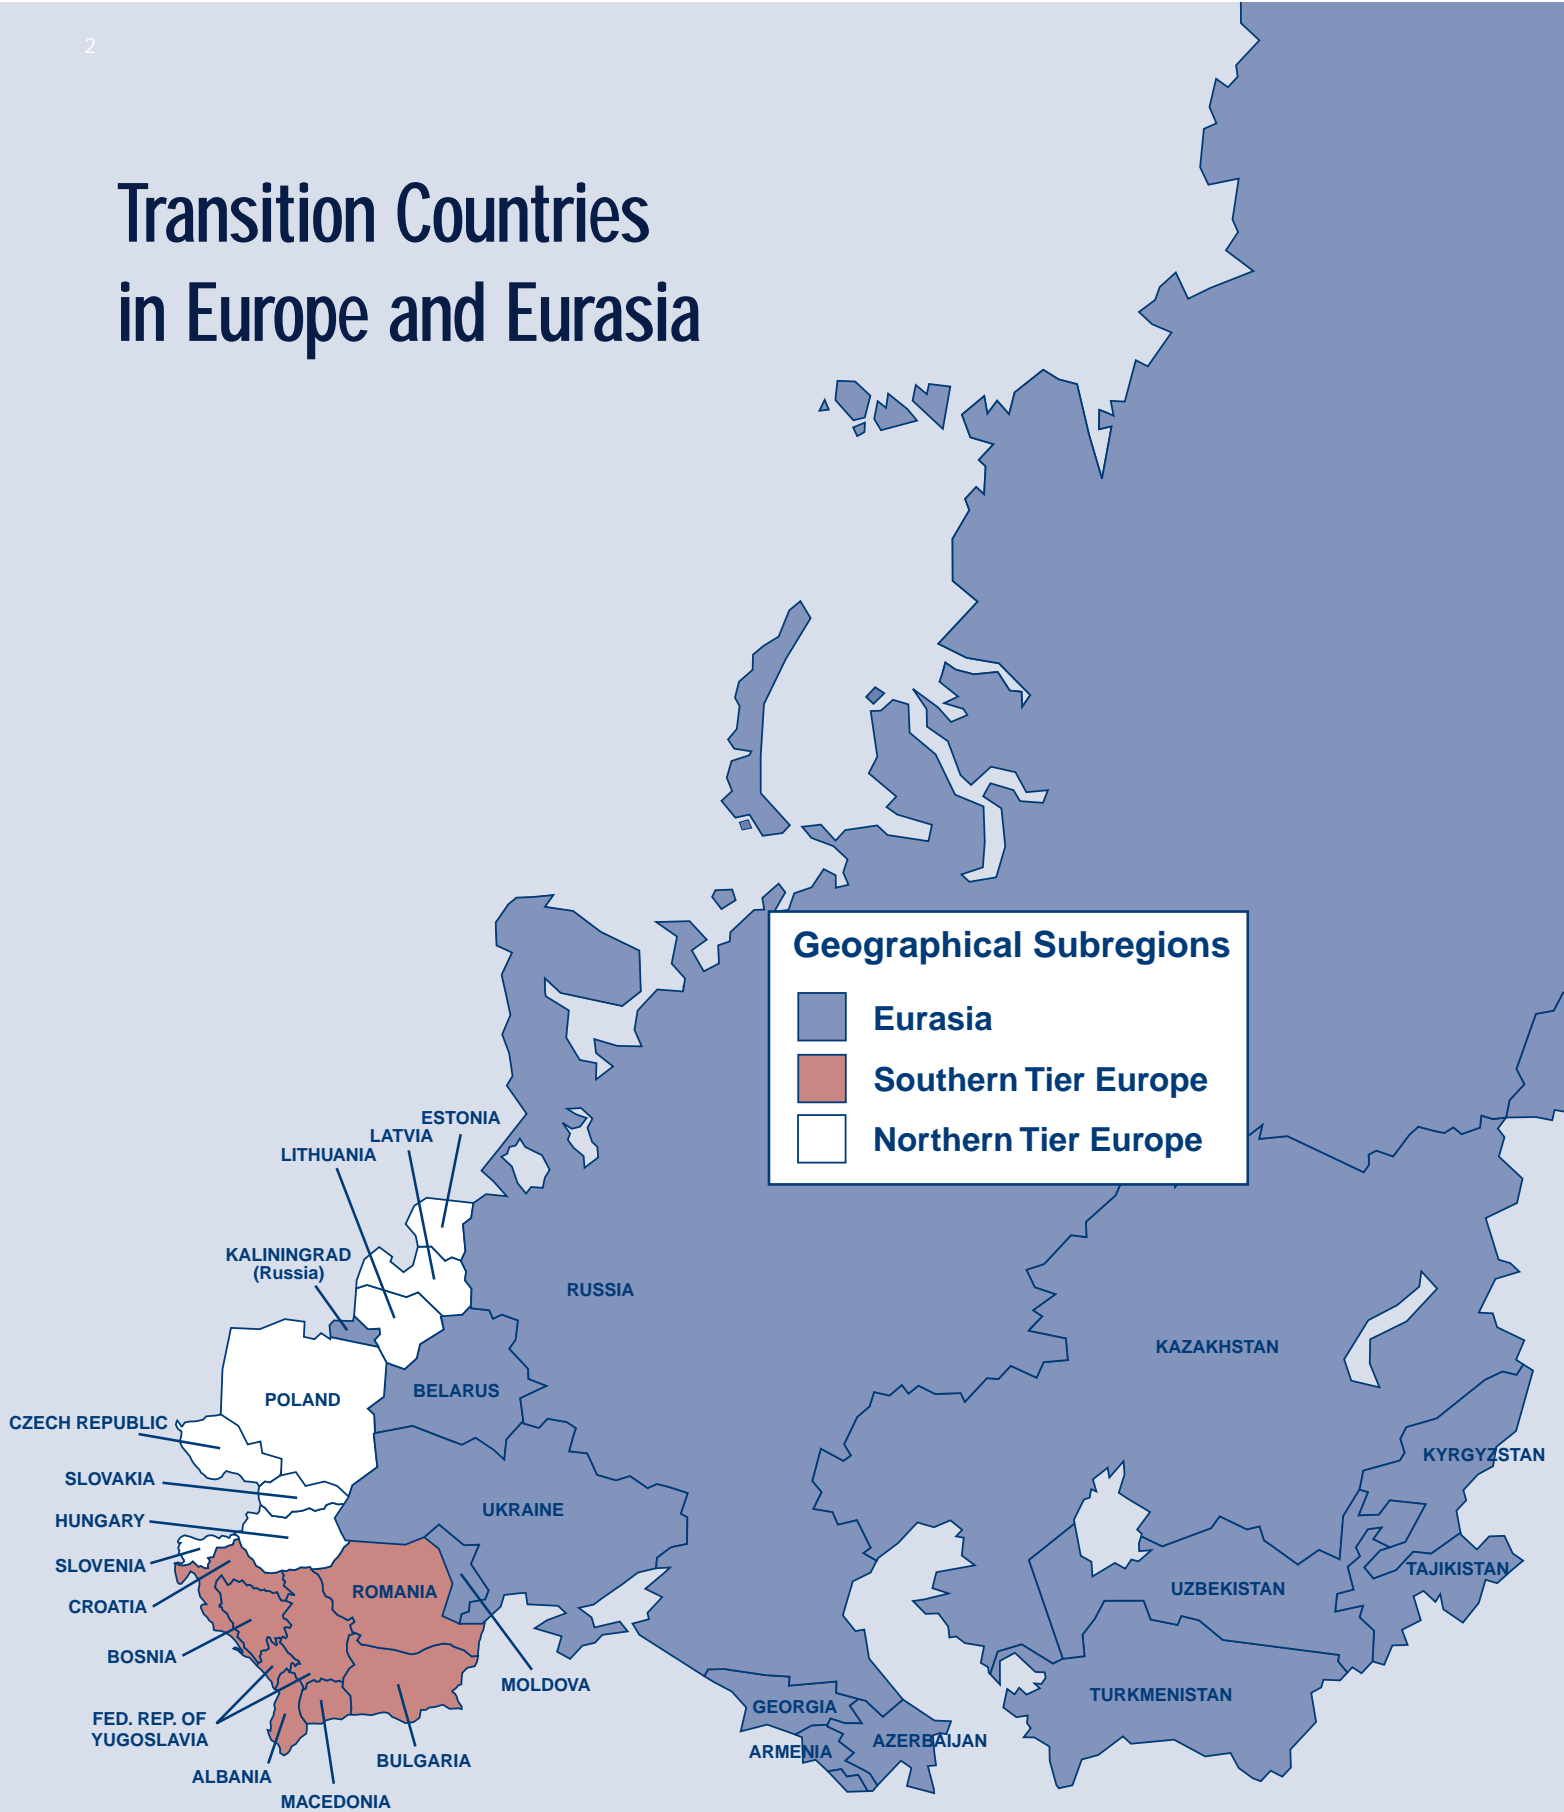 2
Transition Countries
in Europe and Eurasia
Geographical Subregions
Eurasia
Southern Tier Europe
Northern Tier Europe
ESTONIA
LATVIA
LITHUANIA
KALININGRAD
(Russia)
RUSSIA
KAZAKHSTAN
POLAND
BELARUS
CZECH REPUBLIC
KYRGYZSTAN
SLOVAKIA
UKRAINE
HUNGARY
SLOVENIA
TAJIKISTAN
ROMANIA
UZBEKISTAN
CROATIA
BOSNIA
MOLDOVA
TURKMENISTAN
GEORGIA
FED. REP. OF
YUGOSLAVIA
AZERBAIJAN
ARMENIA
BULGARIA
ALBANIA
MACEDONIA